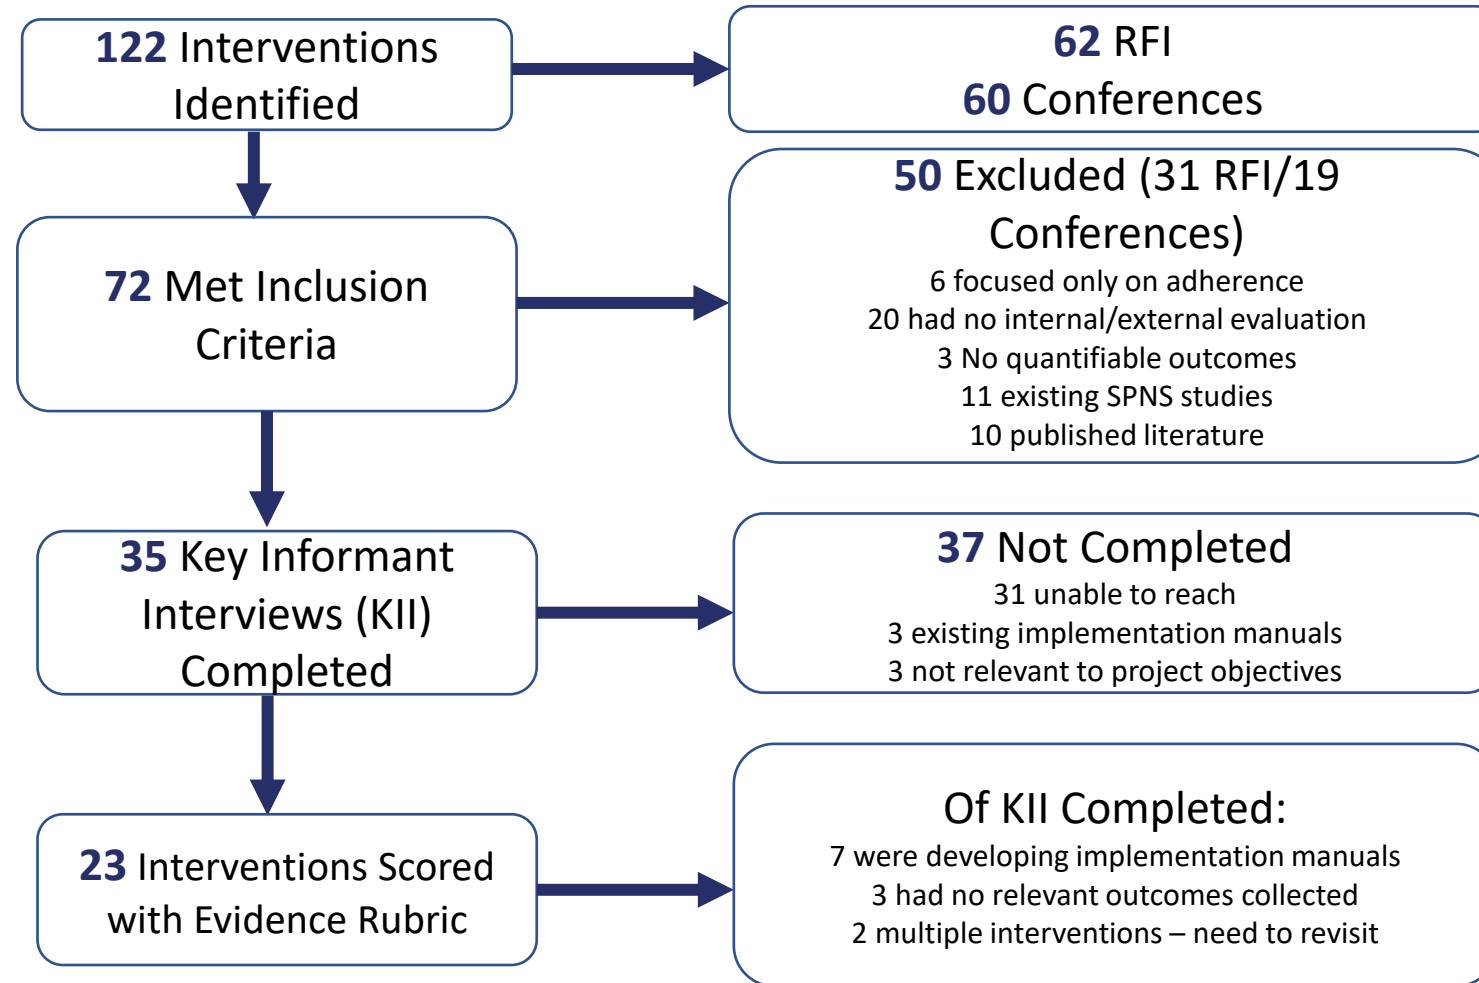 122 Interventions
Identified
62 RFI
60 Conferences
72 Met Inclusion
Criteria
50 Excluded (31 RFI/19
Conferences)
6 focused only on adherence
20 had no internal/external evaluation
3 No quantifiable outcomes
11 existing SPNS studies
10 published literature
35 Key Informant
Interviews (KII)
Completed
37 Not Completed
31 unable to reach
3 existing implementation manuals
3 not relevant to project objectives
23 Interventions Scored
with Evidence Rubric
Of KII Completed:
7 were developing implementation manuals
3 had no relevant outcomes collected
2 multiple interventions – need to revisit